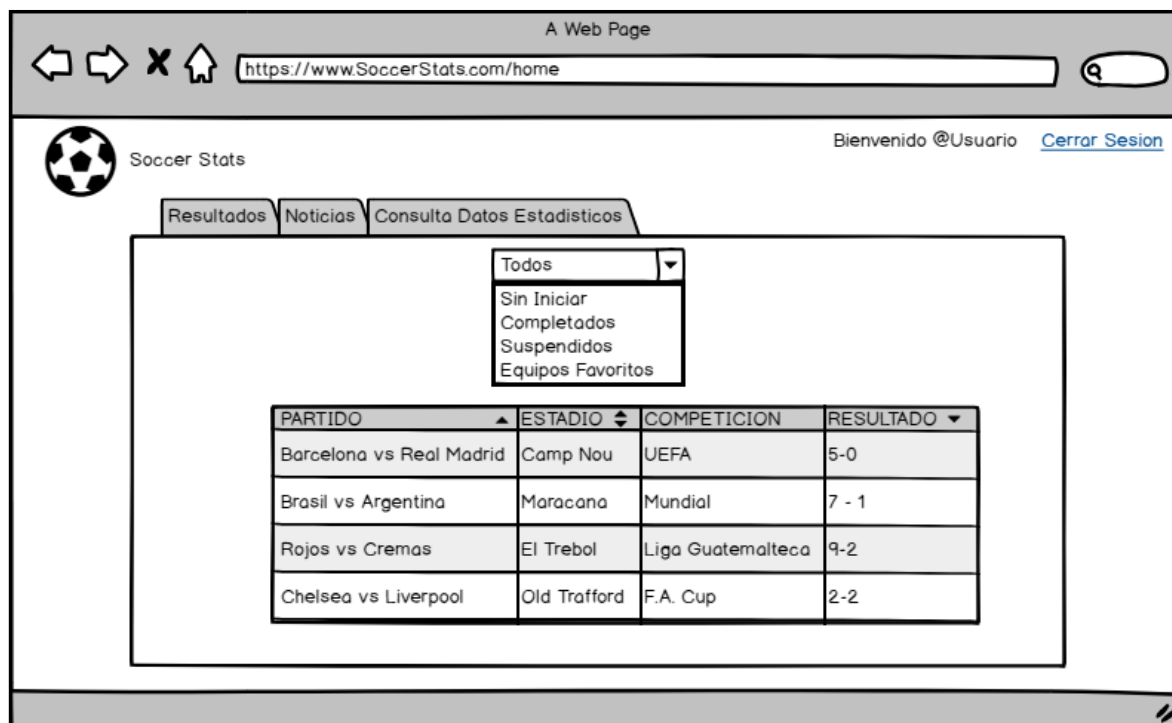 A Web Page
https://www.SoccerStats.com/home
Bienvenido @Usuario Cerrar Sesion
Soccer Stats
Resultados Noticias Consulta Datos Estadisticos
Todos
Sin Iniciar
Completados
Suspendidos
Equipos Favoritos
PARTIDO ESTADIO COMPETICION RESULTADO
Barcelona vs Real Madrid Camp Nou UEFA 5-0
Brasil vs Argentina Maracana Mundial 7 - 1
Rojos vs Cremas El Trebol Liga Guatemalteca 9-2
Chelsea vs Liverpool Old Trafford F.A. Cup 2-2